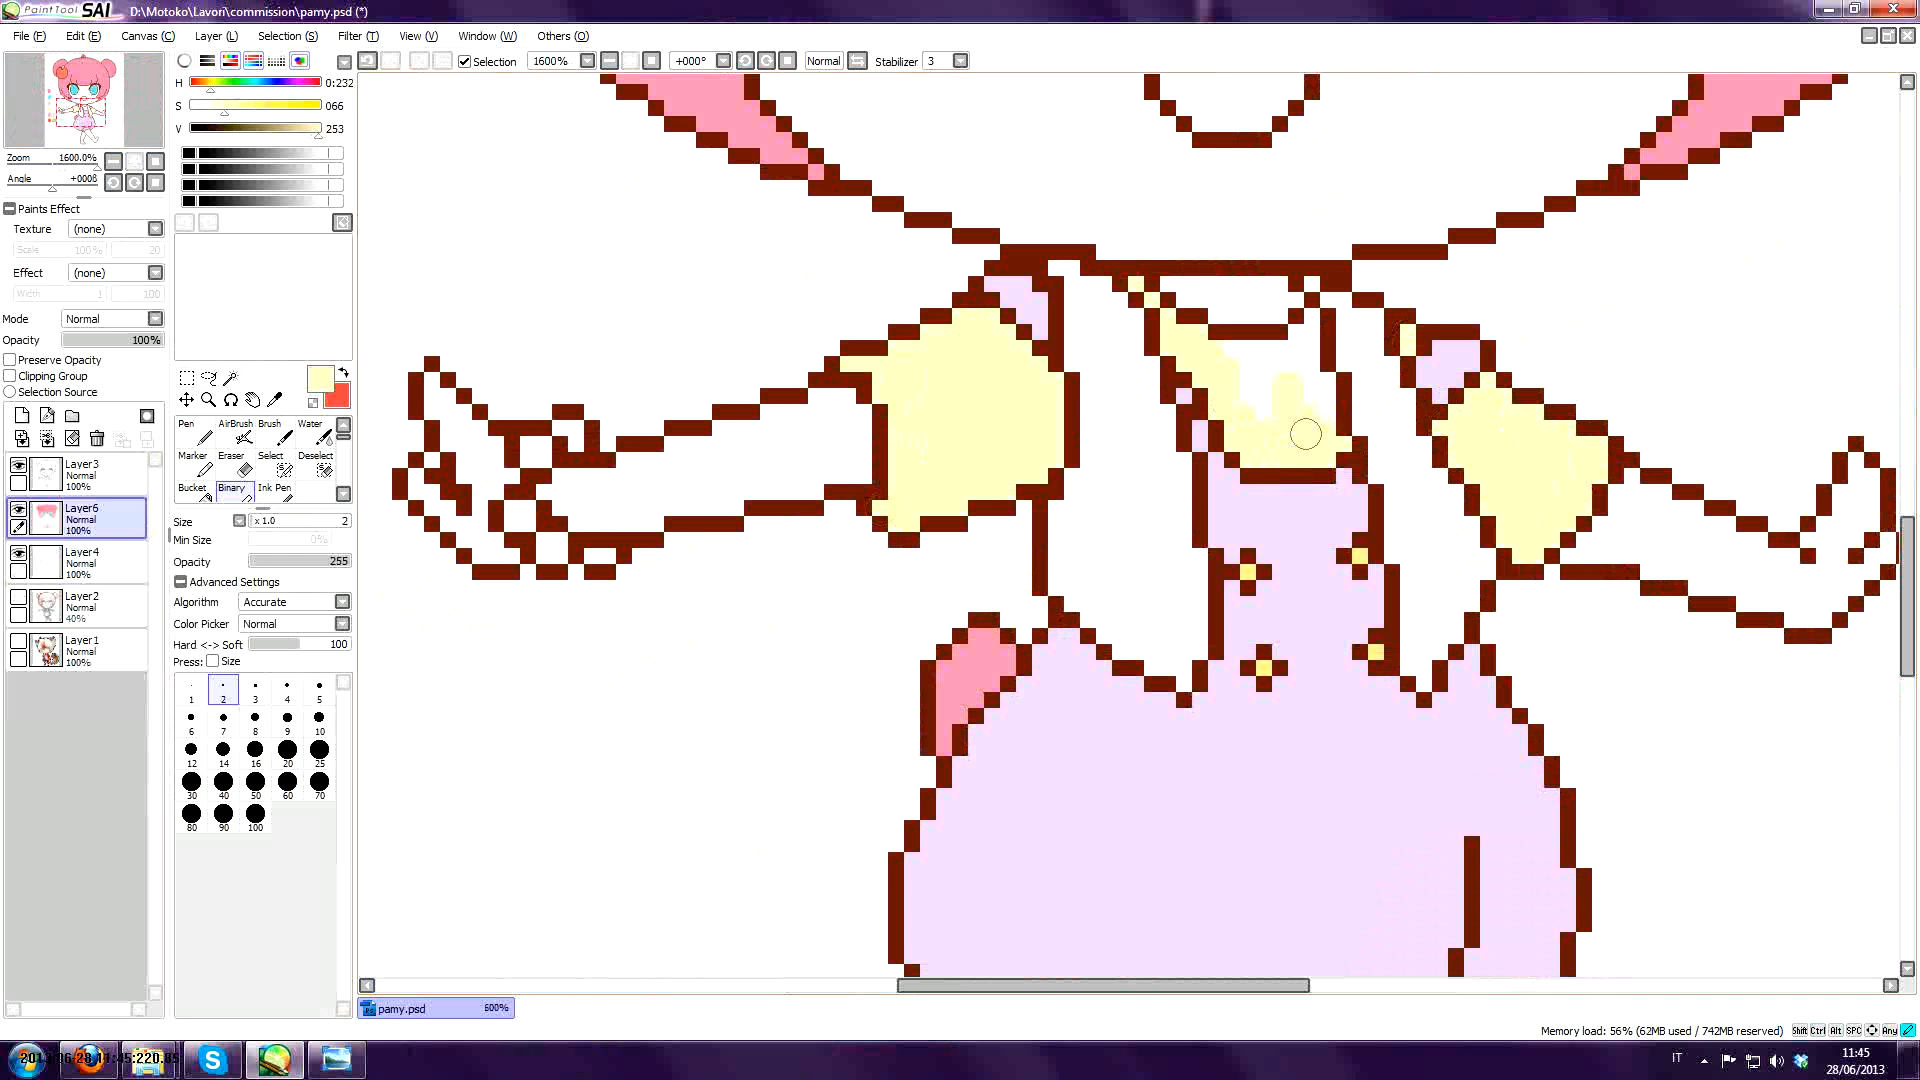 PaintTool SAI D:\Motoko\Lavori\commission\pamy.psd (*)
File (F) Edit (E) Canvas (C) Layer (L) Selection (S) Filter (T) View (V) Window (W) Others (O)
Selection 1600% +000° Normal Stabilizer 3
H 0:232
S 066
V 253
Zoom 1600.0%
Angle +000ß
Paints Effect
Texture (none)
Scale 100% 20
Effect (none)
Width 1 100
Mode Normal
Opacity 100%
Preserve Opacity
Clipping Group
Selection Source
Layer3
Normal
100%
Layer6
Normal
100%
Layer4
Normal
100%
Layer2
Normal
40%
Layer1
Normal
100%
Pen AirBrush Brush Water
Marker Eraser Select Deselect
Bucket Binary Ink Pen
Size x 1.0 2
Min Size 0%
Opacity 255
Advanced Settings
Algorithm Accurate
Color Picker Normal
Hard <-> Soft 100
Press: Size
1 2 3 4 5
6 7 8 9 10
12 14 16 20 25
30 40 50 60 70
80 90 100
pamy.psd 600%
Memory load: 56% (62MB used / 742MB reserved) Shift Ctrl Alt SPC Any
IT
11:45
28/06/2013